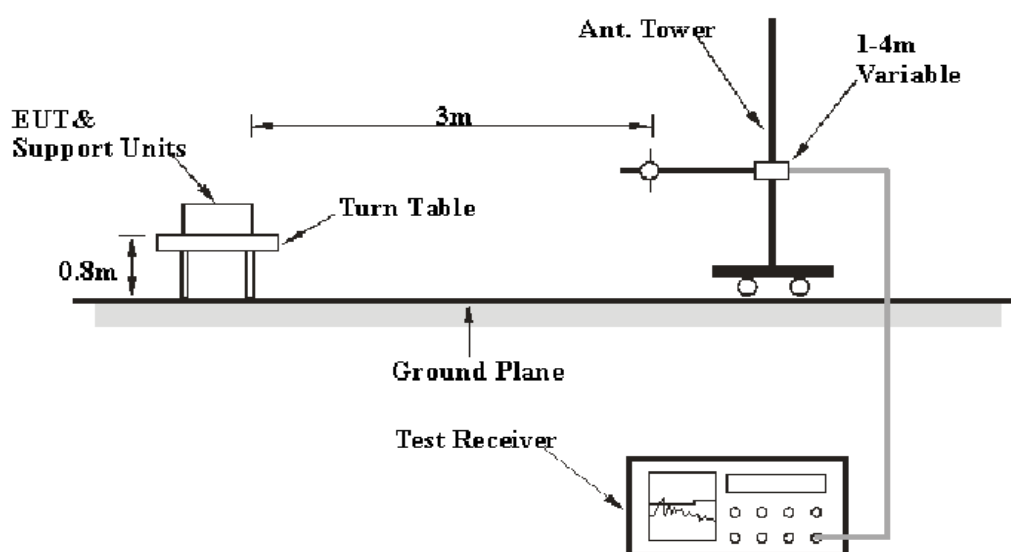 Ant. Tower
1-4m
Variable
3m
EUT&
Support Units
Turn Table
0.8m
Ground Plane
Test Receiver